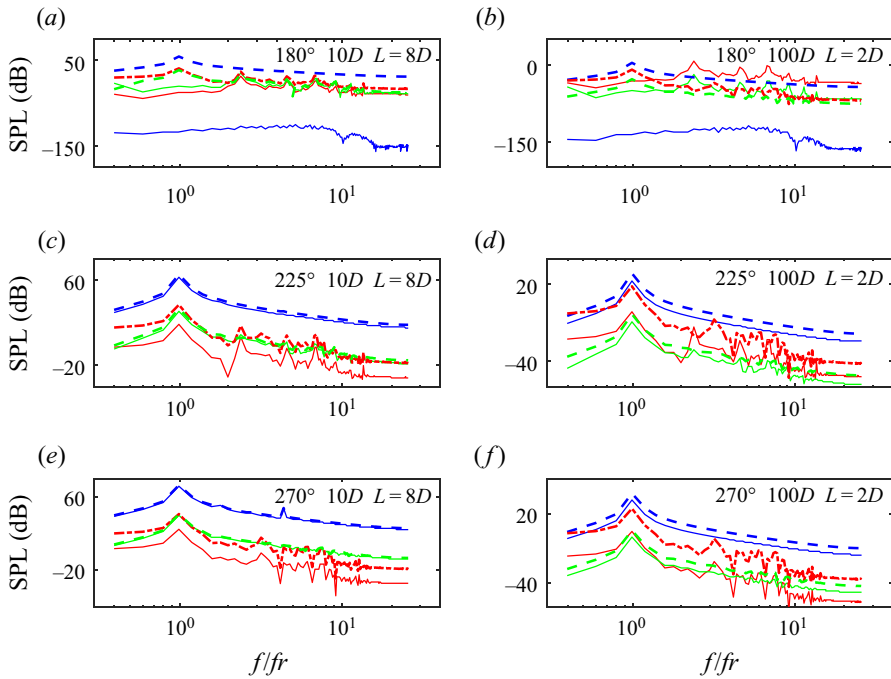 (a)
180° 10D L = 8D
SPL (dB)
50
−150
10^0
10^1
(b)
180° 100D L = 2D
0
−150
10^0
10^1
(c)
225° 10D L = 8D
SPL (dB)
60
−20
10^0
10^1
(d)
225° 100D L = 2D
20
−40
10^0
10^1
(e)
270° 10D L = 8D
SPL (dB)
60
−20
10^0
10^1
f/fr
(f)
270° 100D L = 2D
20
−40
10^0
10^1
f/fr